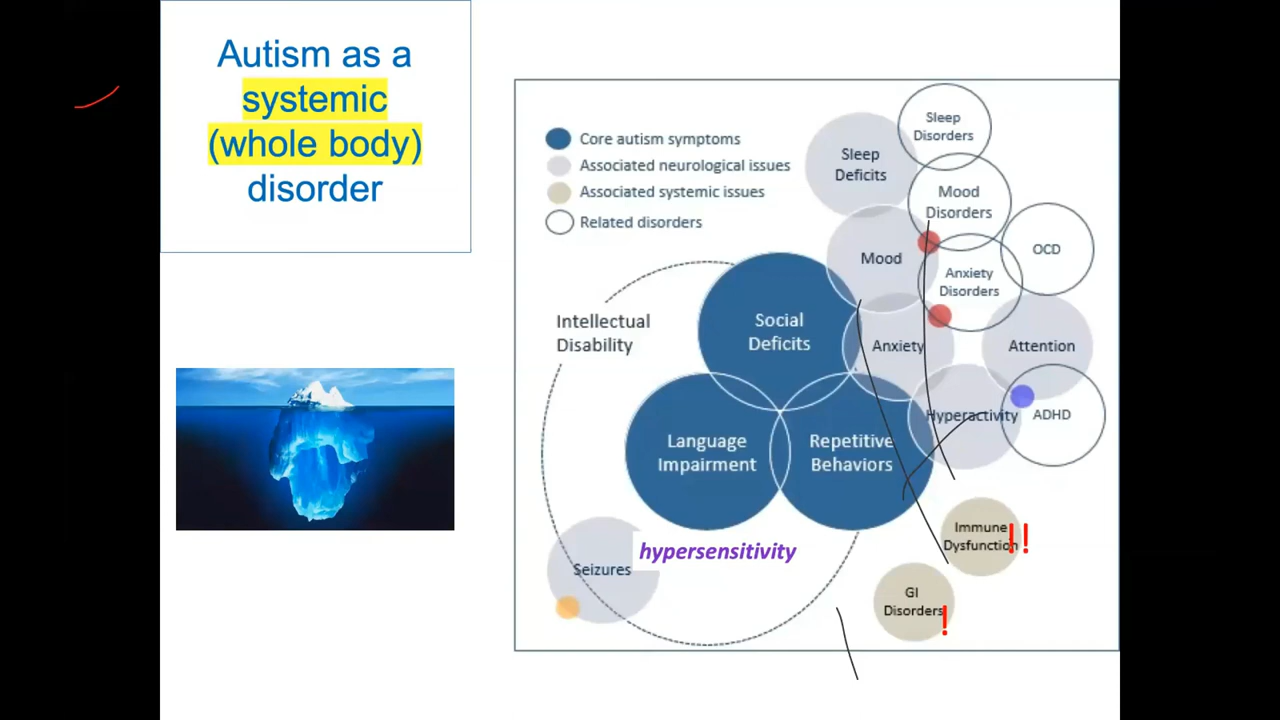 Autism as a
systemic
(whole body)
disorder
Core autism symptoms
Associated neurological issues
Associated systemic issues
Related disorders
Sleep
Disorders
Sleep
Deficits
Mood
Disorders
Mood
OCD
Anxiety
Disorders
Intellectual
Disability
Social
Deficits
Anxiety
Attention
Language
Impairment
Repetitive
Behaviors
Hyperactivity
ADHD
hypersensitivity
Seizures
Immune
Dysfunction!!
GI
Disorders!